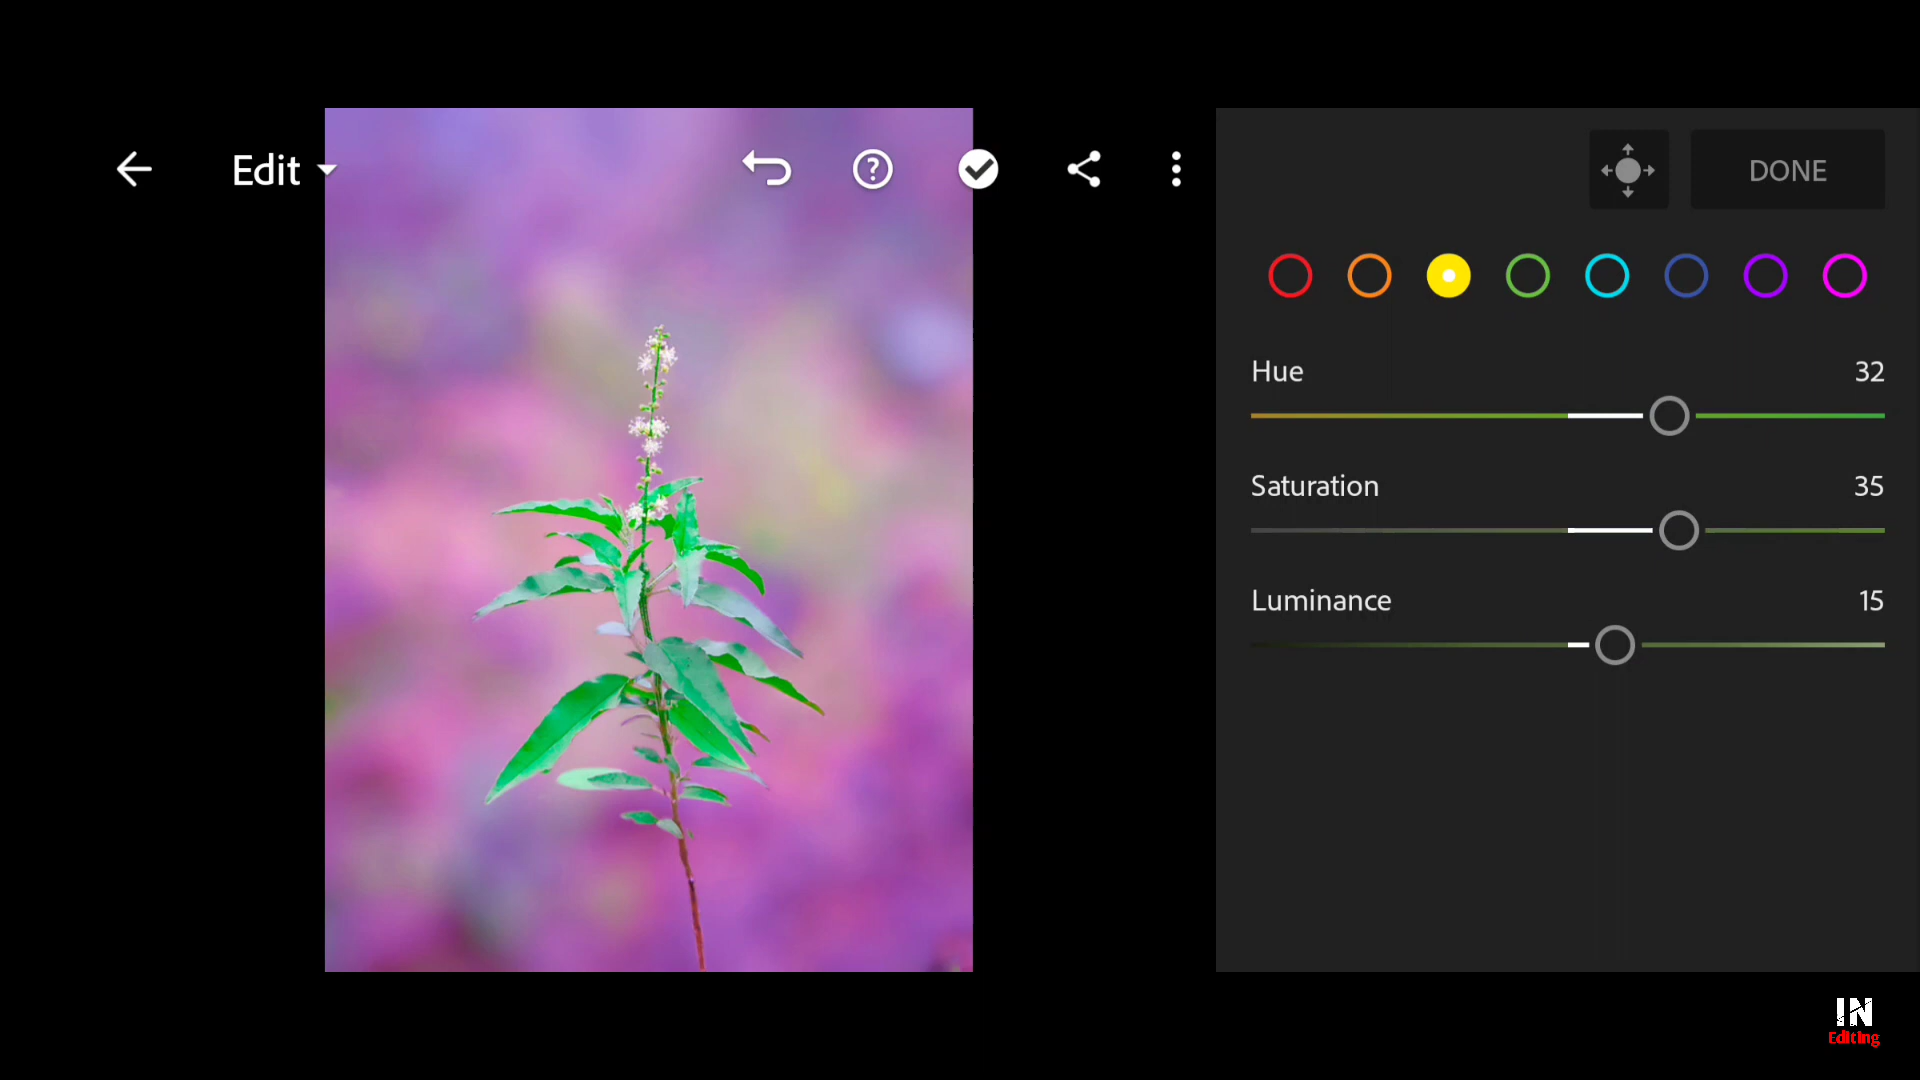 Edit
DONE
Hue 32
Saturation 35
Luminance 15
IN
Editing